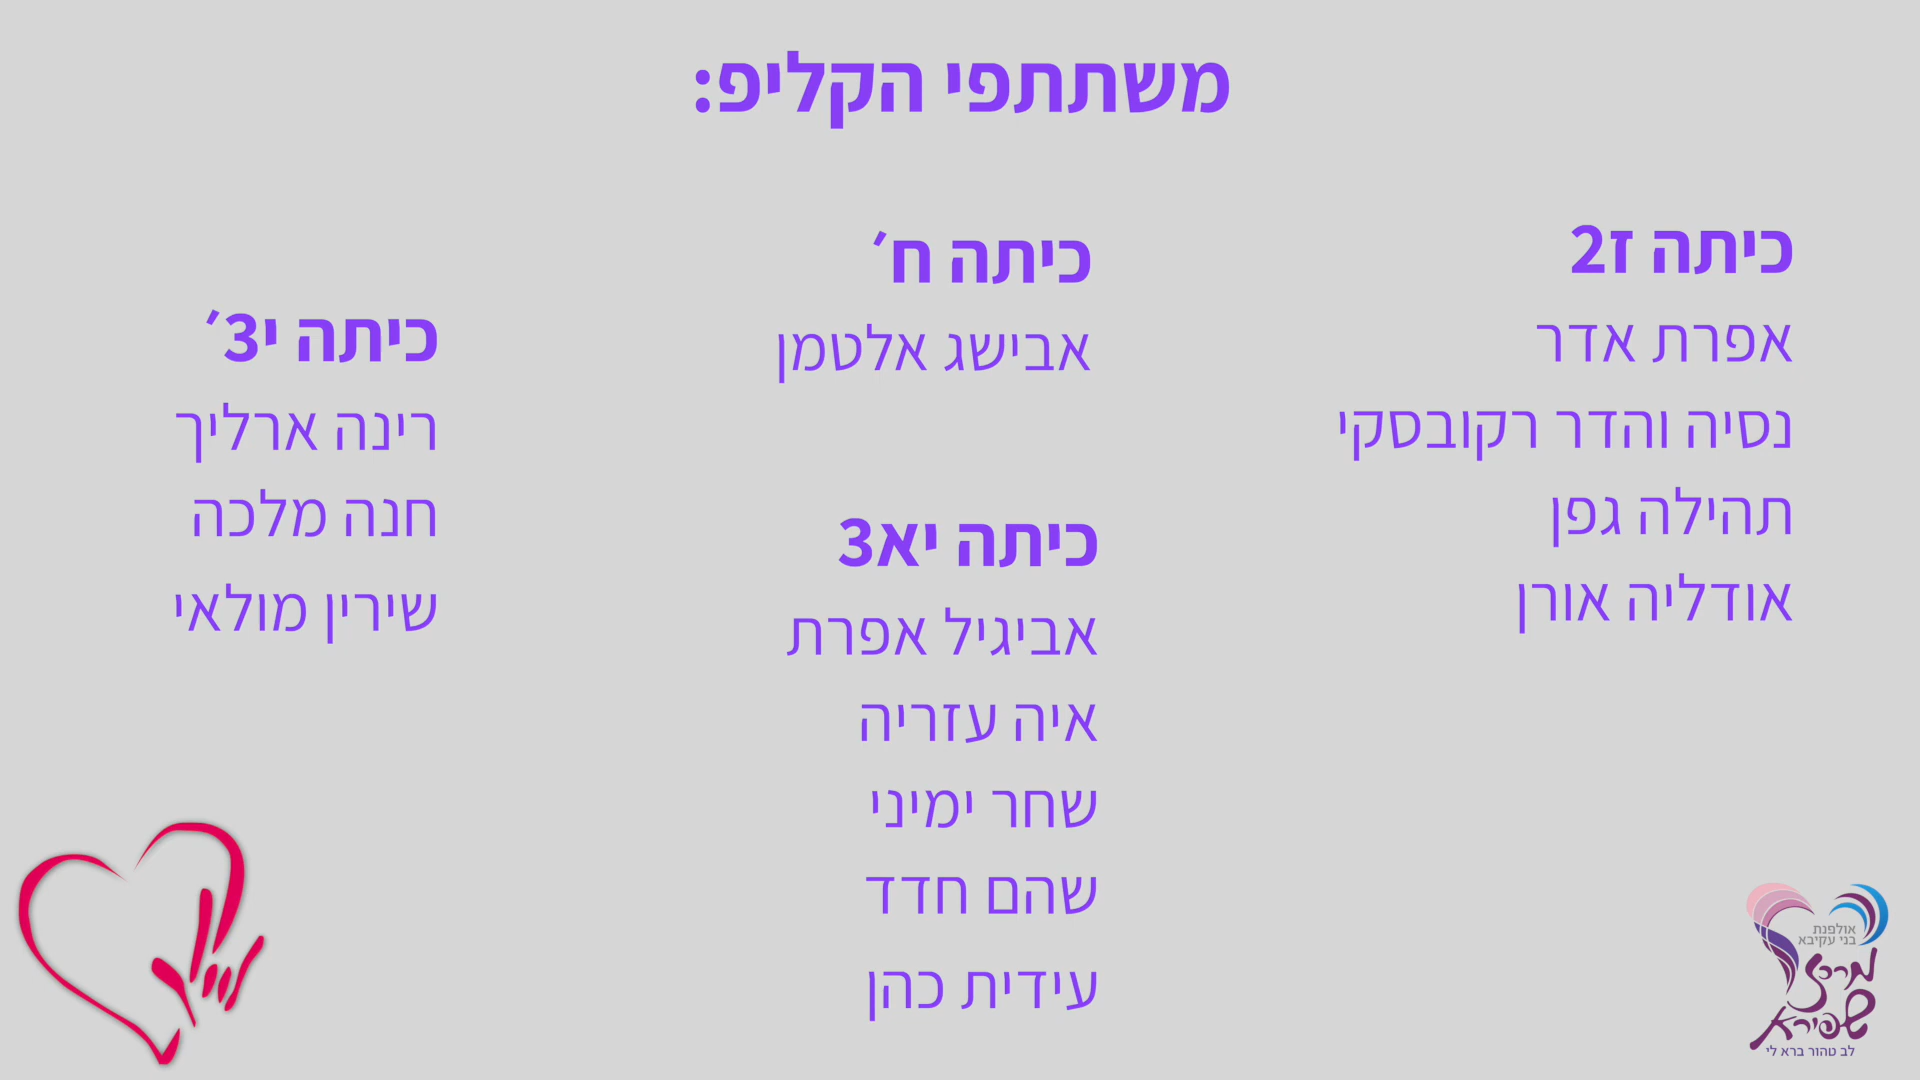 משתתפי הקליפ:
כיתה ז2
אפרת אדר
נסיה והדר רקובסקי
תהילה גפן
אודליה אורן
כיתה ח׳
אבישג אלטמן
כיתה יא3
אביגיל אפרת
איה עזריה
שחר ימיני
שהם חדד
עידית כהן
כיתה י3׳
רינה ארליך
חנה מלכה
שירין מולאי
אולפנת
בני עקיבא
מרכז
שפירא
לב טהור ברא לי